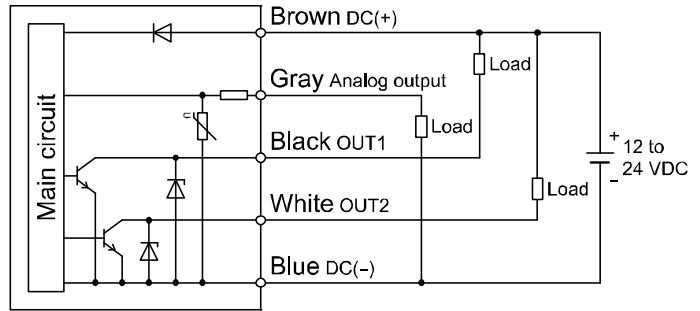 Brown DC(+)
Load
Gray Analog output
Load
Main circuit
Black OUT1
+
12 to
24 VDC
-
Load
White OUT2
Blue DC(-)
u